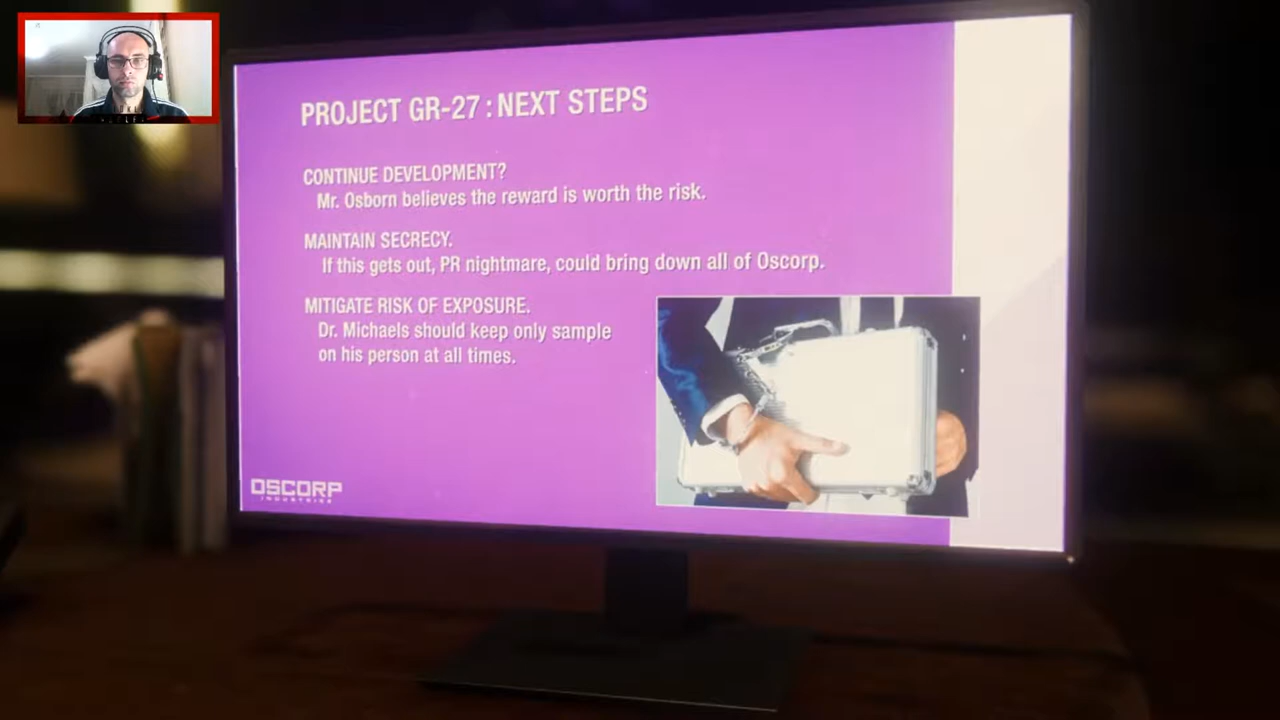 PROJECT GR-27 : NEXT STEPS
CONTINUE DEVELOPMENT?
Mr. Osborn believes the reward is worth the risk.
MAINTAIN SECRECY.
If this gets out, PR nightmare, could bring down all of Oscorp.
MITIGATE RISK OF EXPOSURE.
Dr. Michaels should keep only sample
on his person at all times.
OSCORP
INDUSTRIES